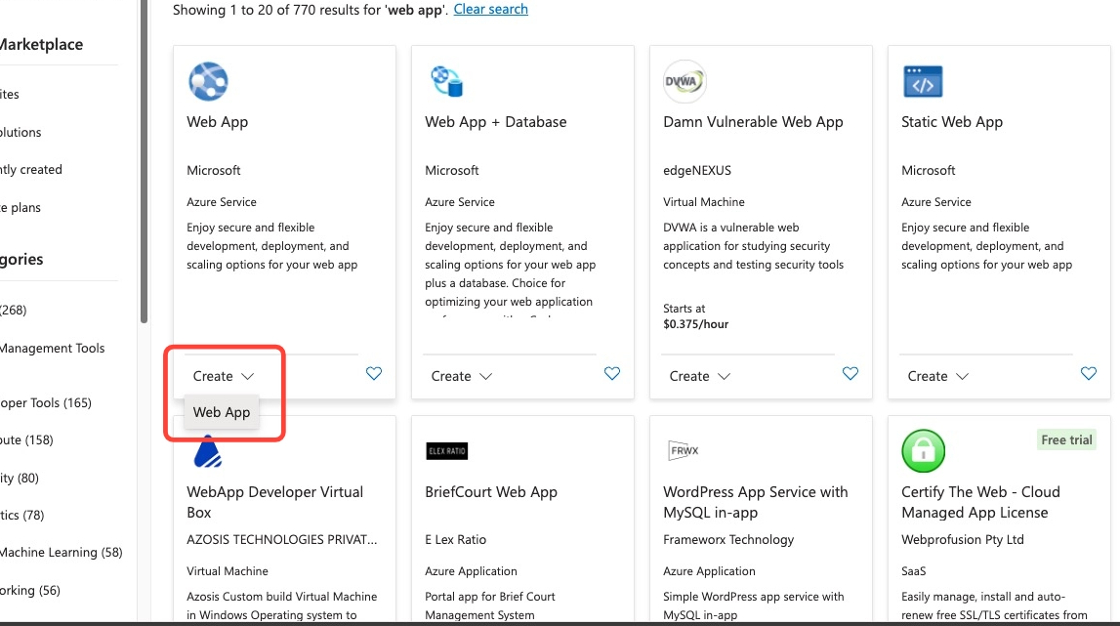 Showing 1 to 20 of 770 results for 'web app'. Clear search
Marketplace
ites
olutions
ntly created
te plans
gories
(268)
Management Tools
oper Tools (165)
ute (158)
ity (80)
tics (78)
Machine Learning (58)
orking (56)
Web App
Microsoft
Azure Service
Enjoy secure and flexible
development, deployment, and
scaling options for your web app
Create
Web App
Web App + Database
Microsoft
Azure Service
Enjoy secure and flexible
development, deployment, and
scaling options for your web app
plus a database. Choice for
optimizing your web application
Create
DVWA
Damn Vulnerable Web App
edgeNEXUS
Virtual Machine
DVWA is a vulnerable web
application for studying security
concepts and testing security tools
Starts at
$0.375/hour
Create
Static Web App
Microsoft
Azure Service
Enjoy secure and flexible
development, deployment, and
scaling options for your web app
Create
WebApp Developer Virtual
Box
AZOSIS TECHNOLOGIES PRIVAT...
Virtual Machine
Azosis Custom build Virtual Machine
in Windows Operating system to
ELEX RATIO
BriefCourt Web App
E Lex Ratio
Azure Application
Portal app for Brief Court
Management System
FRWX
WordPress App Service with
MySQL in-app
Frameworx Technology
Azure Application
Simple WordPress app service with
MySQL in-app
Free trial
Certify The Web - Cloud
Managed App License
Webprofusion Pty Ltd
SaaS
Easily manage, install and auto-
renew free SSL/TLS certificates from